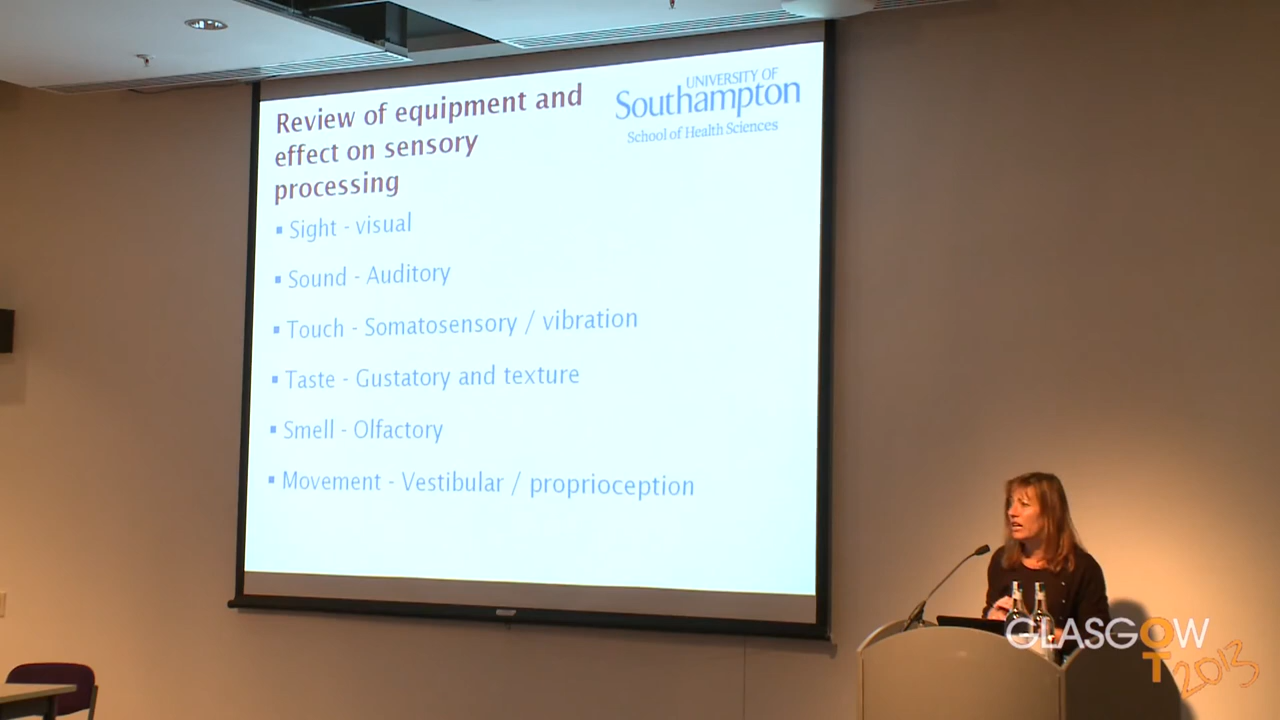 Review of equipment and
effect on sensory
processing
UNIVERSITY OF
Southampton
School of Health Sciences
▪ Sight - visual
▪ Sound - Auditory
▪ Touch - Somatosensory / vibration
▪ Taste - Gustatory and texture
▪ Smell - Olfactory
▪ Movement - Vestibular / proprioception
GLASGOW
OT 2013